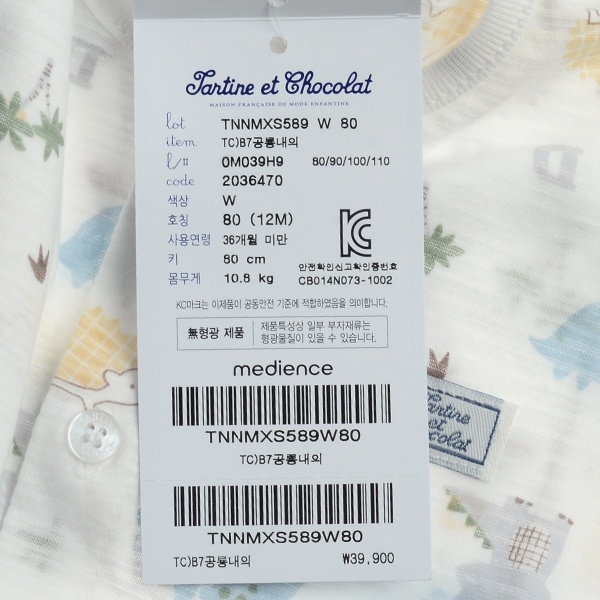 Tartine et Chocolat
MAISON FRANÇAISE DE MODE ENFANTINE
lot TNNMXS589 W 80
item TC)B7공룡내의
l/# 0M039H9 80/90/100/110
code 2036470
색상 W
호칭 80 (12M)
사용연령 36개월 미만
키 80 cm
몸무게 10.8 kg
KC
안전확인신고확인증번호
CB014N073-1002
KC마크는 이제품이 공통안전 기준에 적합하였음을 의미합니다.
無형광 제품
제품특성상 일부 부자재류는
형광물질이 있을 수 있습니다.
medience
TNNMXS589W80
TC)B7공룡내의
TNNMXS589W80
TC)B7공룡내의 ₩39,900
Tartine
et
Chocolat